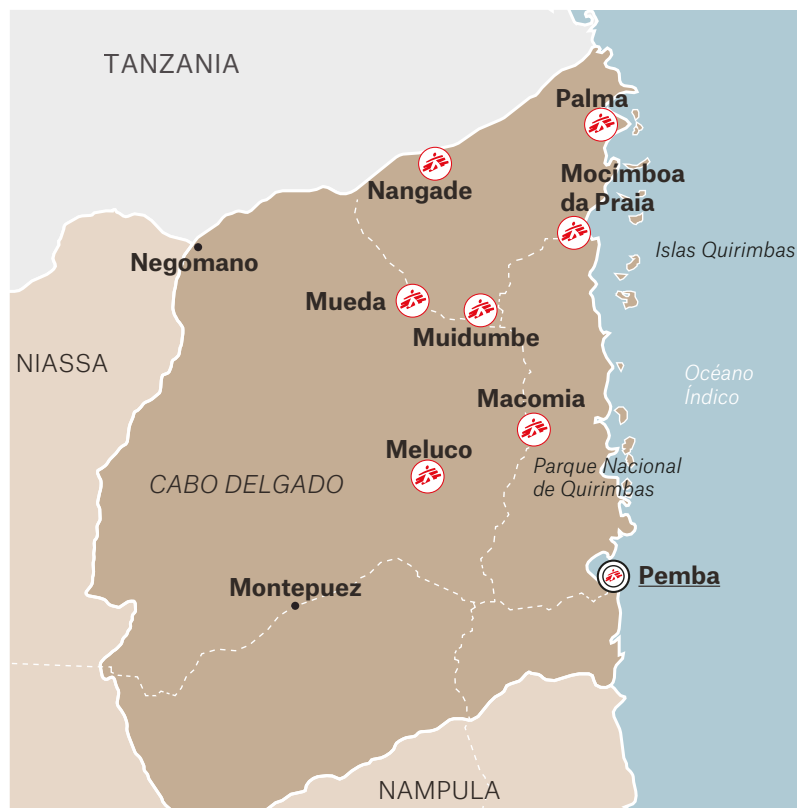 TANZANIA
Palma
Nangade
Mocímboa
da Praia
Negomano
Islas Quirimbas
Mueda
Muidumbe
NIASSA
Océano
Índico
Macomia
Meluco
Parque Nacional
de Quirimbas
CABO DELGADO
Pemba
Montepuez
NAMPULA